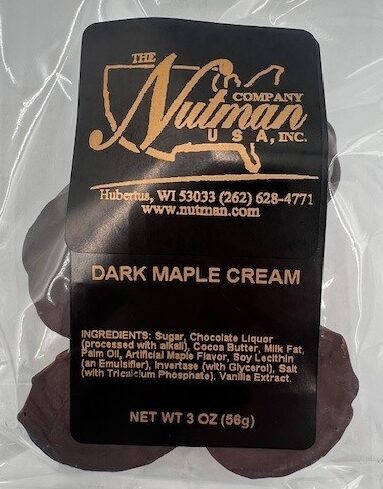 THE
Nutman
COMPANY
USA, INC.
Hubertus, WI 53033 (262) 628-4771
www.nutman.com
DARK MAPLE CREAM
INGREDIENTS: Sugar, Chocolate Liquor
(processed with alkali), Cocoa Butter, Milk Fat,
Palm Oil, Artificial Maple Flavor, Soy Lecithin
(an Emulsifier), Invertase (with Glycerol), Salt
(with Tricalcium Phosphate), Vanilla Extract.
NET WT 3 OZ (56g)